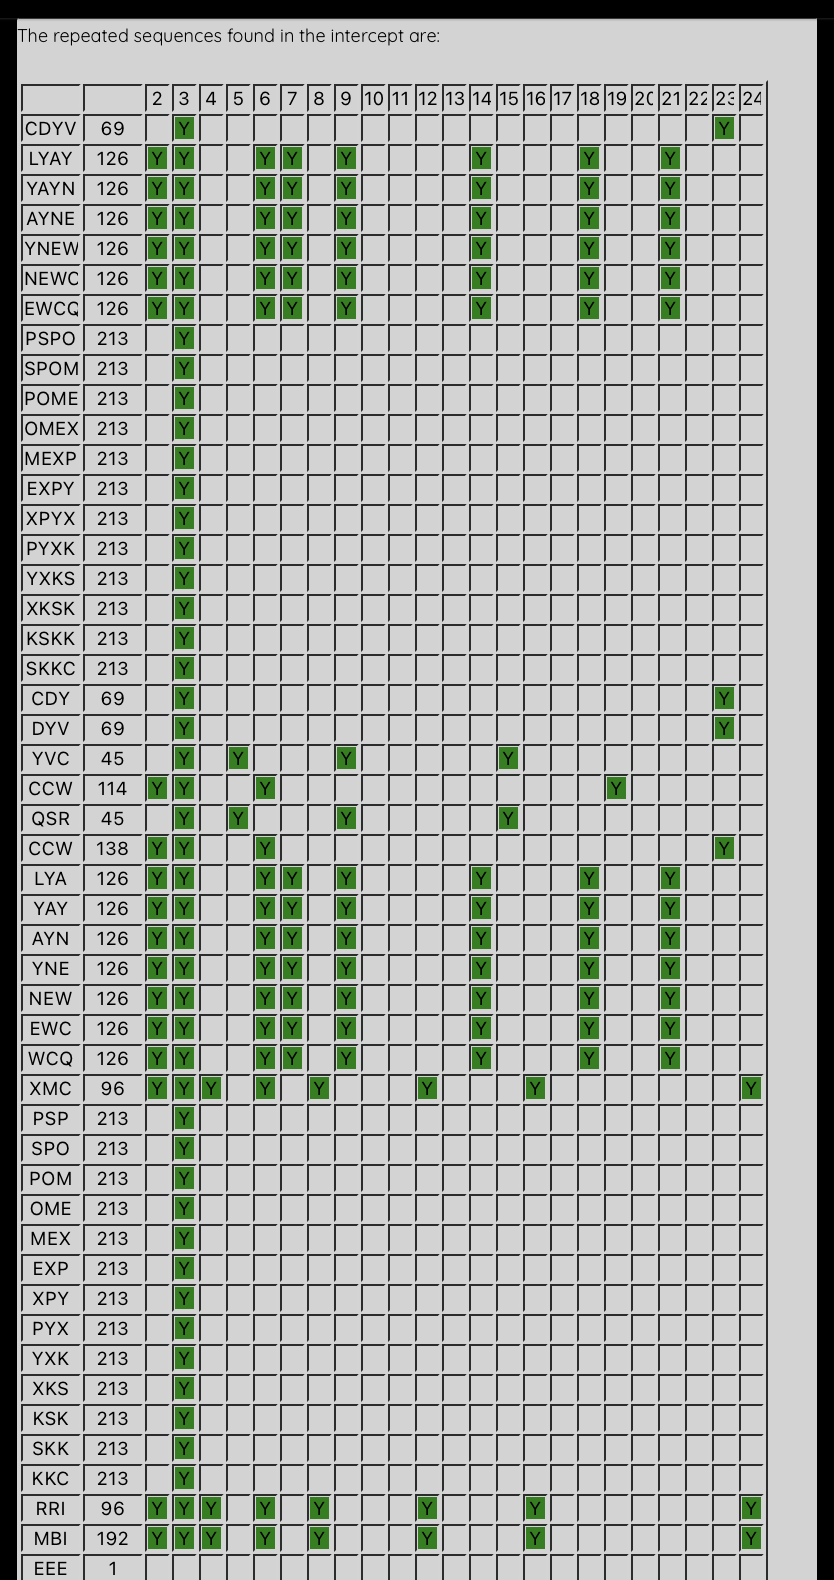 The repeated sequences found in the intercept are:
2 3 4 5 6 7 8 9 10 11 12 13 14 15 16 17 18 19 20 21 22 23 24
CDYV 69 Y Y
LYAY 126 Y Y Y Y Y Y Y Y
YAYN 126 Y Y Y Y Y Y Y Y
AYNE 126 Y Y Y Y Y Y Y Y
YNEW 126 Y Y Y Y Y Y Y Y
NEWC 126 Y Y Y Y Y Y Y Y
EWCQ 126 Y Y Y Y Y Y Y Y
PSPO 213 Y
SPOM 213 Y
POME 213 Y
OMEX 213 Y
MEXP 213 Y
EXPY 213 Y
XPYX 213 Y
PYXK 213 Y
YXKS 213 Y
XKSK 213 Y
KSKK 213 Y
SKKC 213 Y
CDY 69 Y Y
DYV 69 Y Y
YVC 45 Y Y Y Y
CCW 114 Y Y Y Y
QSR 45 Y Y Y Y
CCW 138 Y Y Y Y
LYA 126 Y Y Y Y Y Y Y Y
YAY 126 Y Y Y Y Y Y Y Y
AYN 126 Y Y Y Y Y Y Y Y
YNE 126 Y Y Y Y Y Y Y Y
NEW 126 Y Y Y Y Y Y Y Y
EWC 126 Y Y Y Y Y Y Y Y
WCQ 126 Y Y Y Y Y Y Y Y
XMC 96 Y Y Y Y Y Y Y Y
PSP 213 Y
SPO 213 Y
POM 213 Y
OME 213 Y
MEX 213 Y
EXP 213 Y
XPY 213 Y
PYX 213 Y
YXK 213 Y
XKS 213 Y
KSK 213 Y
SKK 213 Y
KKC 213 Y
RRI 96 Y Y Y Y Y Y Y Y
MBI 192 Y Y Y Y Y Y Y Y
EEE 1